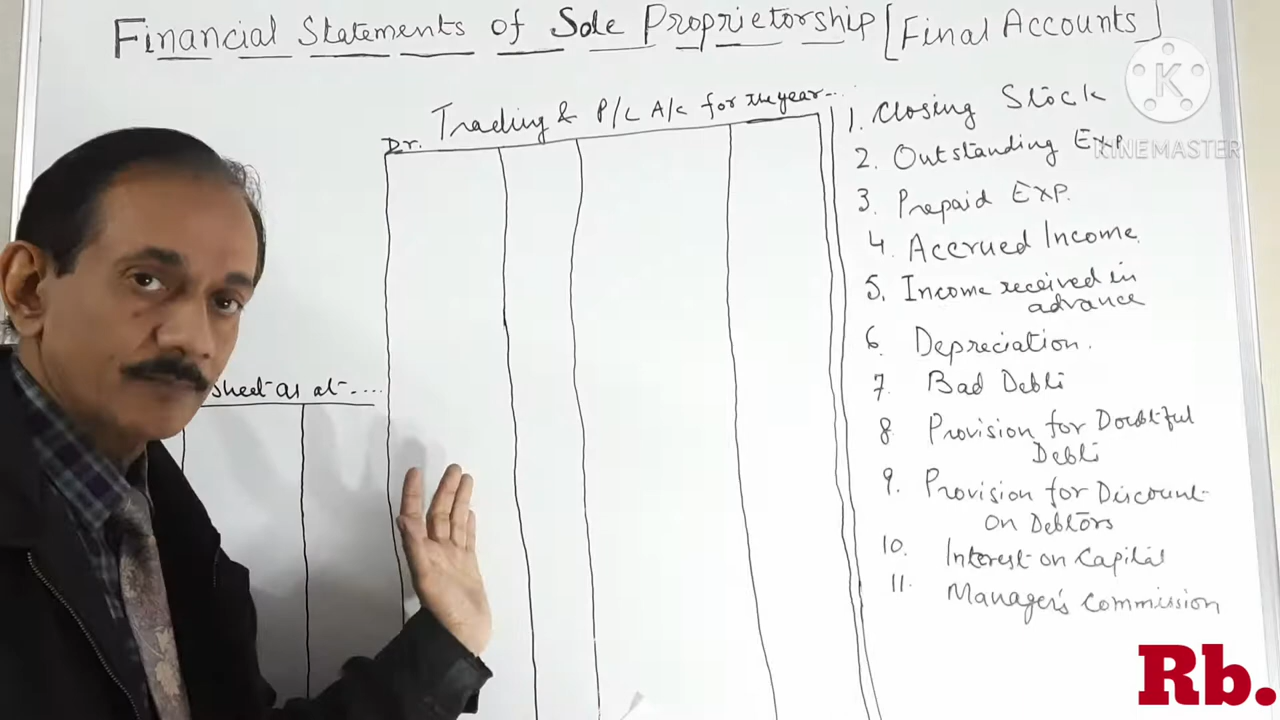 Financial Statements of Sole Proprietorship [Final Accounts]
Trading & P/L A/c for the year...
Dr.
sheet as at ....
1. Closing Stock
2. Outstanding Exp.
3. Prepaid Exp.
4. Accrued Income
5. Income received in
advance
6. Depreciation.
7. Bad Debts
8. Provision for Doubtful
Debts
9. Provision for Discount
on Debtors
10. Interest on Capital
11. Manager's Commission
K
KINEMASTER
Rb.